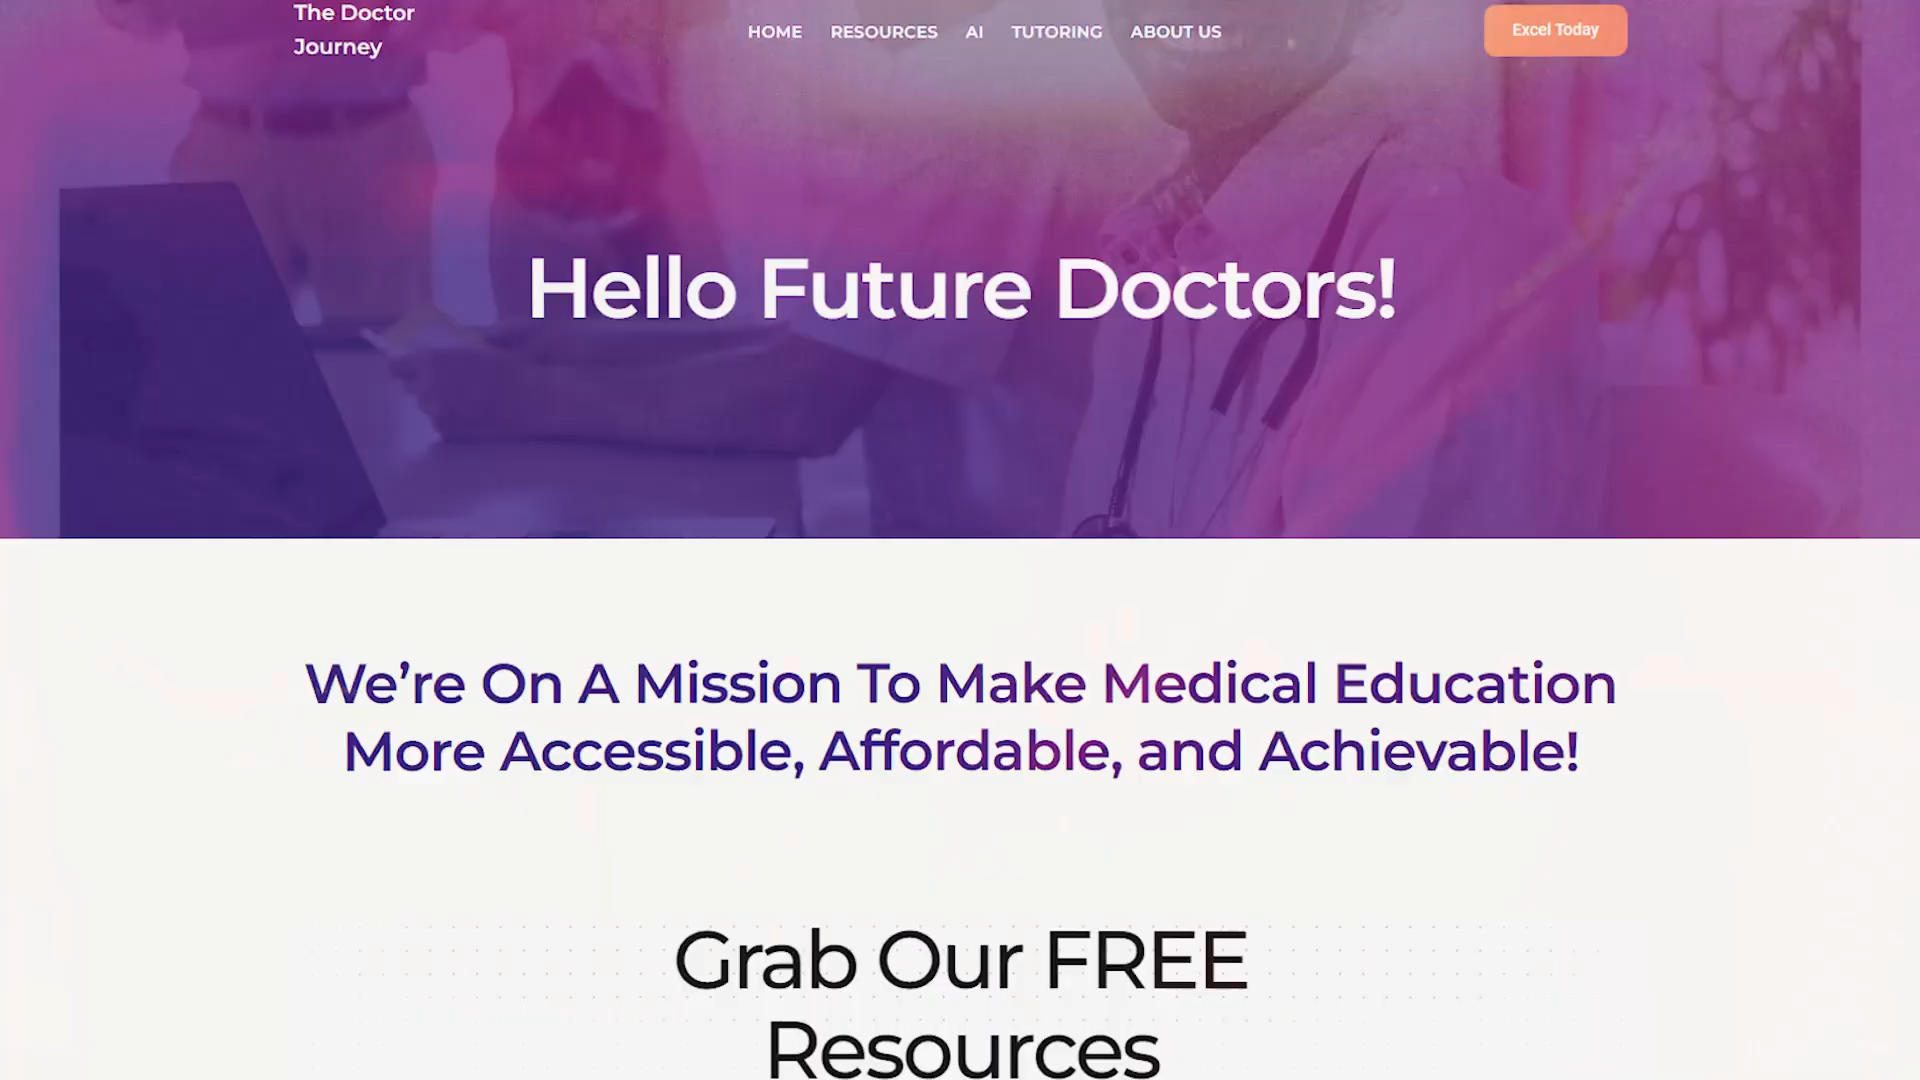 The Doctor
Journey
HOME RESOURCES AI TUTORING ABOUT US
Excel Today
Hello Future Doctors!
We’re On A Mission To Make Medical Education
More Accessible, Affordable, and Achievable!
Grab Our FREE
Resources